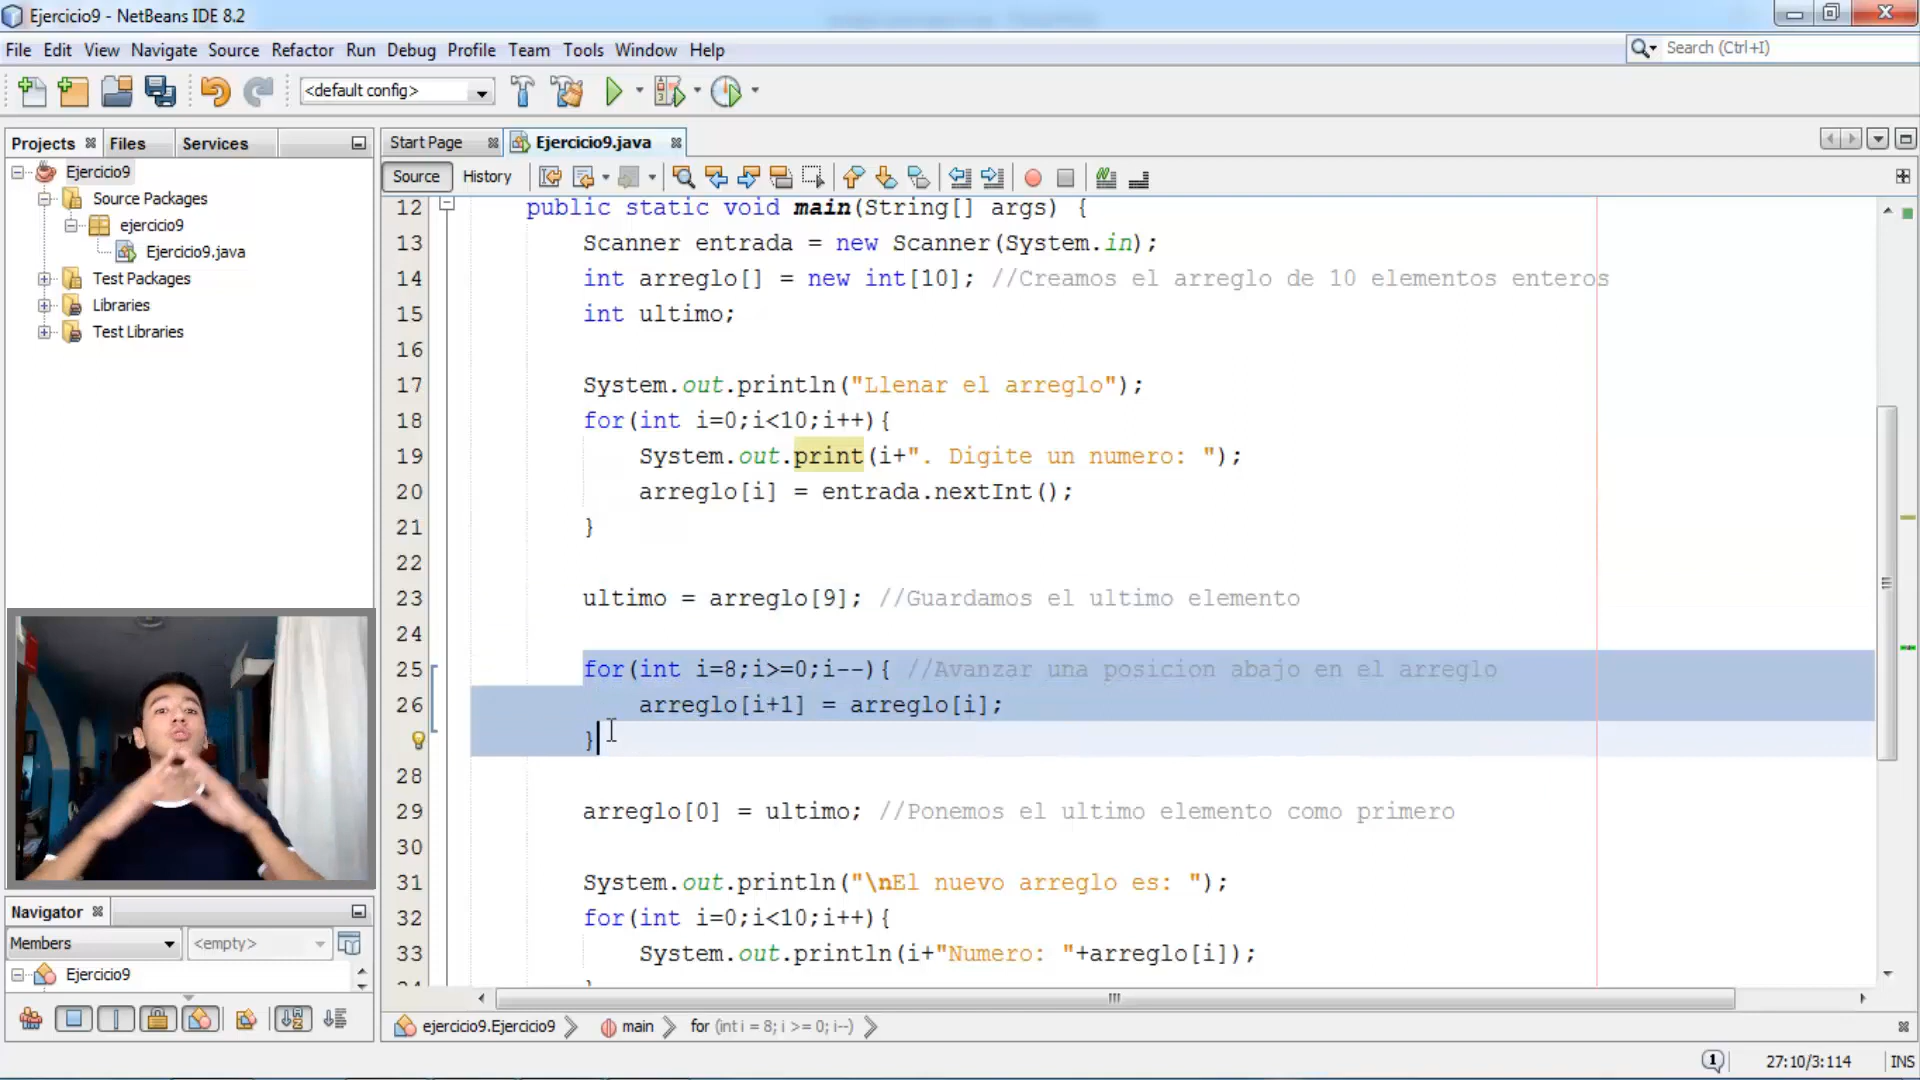 Ejercicio9 - NetBeans IDE 8.2
File Edit View Navigate Source Refactor Run Debug Profile Team Tools Window Help
Search (Ctrl+I)
<default config>
Projects Files Services
Start Page Ejercicio9.java
Source History
Ejercicio9
Source Packages
ejercicio9
Ejercicio9.java
Test Packages
Libraries
Test Libraries
12 public static void main(String[] args) {
13 Scanner entrada = new Scanner(System.in);
14 int arreglo[] = new int[10]; //Creamos el arreglo de 10 elementos enteros
15 int ultimo;
16
17 System.out.println("Llenar el arreglo");
18 for(int i=0;i<10;i++){
19 System.out.print(i+". Digite un numero: ");
20 arreglo[i] = entrada.nextInt();
21 }
22
23 ultimo = arreglo[9]; //Guardamos el ultimo elemento
24
25 for(int i=8;i>=0;i--){ //Avanzar una posicion abajo en el arreglo
26 arreglo[i+1] = arreglo[i];
}
28
29 arreglo[0] = ultimo; //Ponemos el ultimo elemento como primero
30
31 System.out.println("\nEl nuevo arreglo es: ");
32 for(int i=0;i<10;i++){
33 System.out.println(i+"Numero: "+arreglo[i]);
Navigator
Members <empty>
Ejercicio9
ejercicio9.Ejercicio9 main for (int i = 8; i >= 0; i--)
1 27:10/3:114 INS